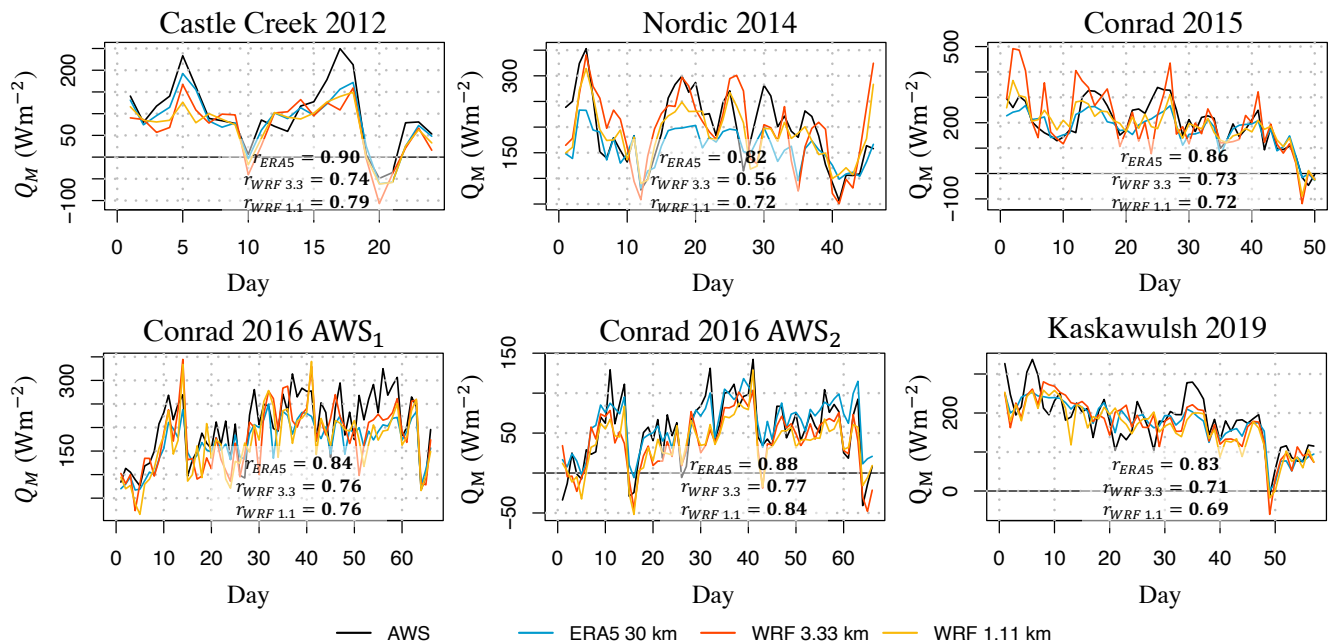 Castle Creek 2012
Q_M (Wm⁻²)
200
50
−100
r_ERA5 = 0.90
r_WRF 3.3 = 0.74
r_WRF 1.1 = 0.79
0 5 10 15 20
Day
Nordic 2014
Q_M (Wm⁻²)
300
150
r_ERA5 = 0.82
r_WRF 3.3 = 0.56
r_WRF 1.1 = 0.72
0 10 20 30 40
Day
Conrad 2015
Q_M (Wm⁻²)
500
200
−100
r_ERA5 = 0.86
r_WRF 3.3 = 0.73
r_WRF 1.1 = 0.72
0 10 20 30 40 50
Day
Conrad 2016 AWS₁
Q_M (Wm⁻²)
300
150
r_ERA5 = 0.84
r_WRF 3.3 = 0.76
r_WRF 1.1 = 0.76
0 10 20 30 40 50 60
Day
Conrad 2016 AWS₂
Q_M (Wm⁻²)
150
50
−50
r_ERA5 = 0.88
r_WRF 3.3 = 0.77
r_WRF 1.1 = 0.84
0 10 20 30 40 50 60
Day
Kaskawulsh 2019
Q_M (Wm⁻²)
200
0
r_ERA5 = 0.83
r_WRF 3.3 = 0.71
r_WRF 1.1 = 0.69
0 10 20 30 40 50
Day
AWS ERA5 30 km WRF 3.33 km WRF 1.11 km